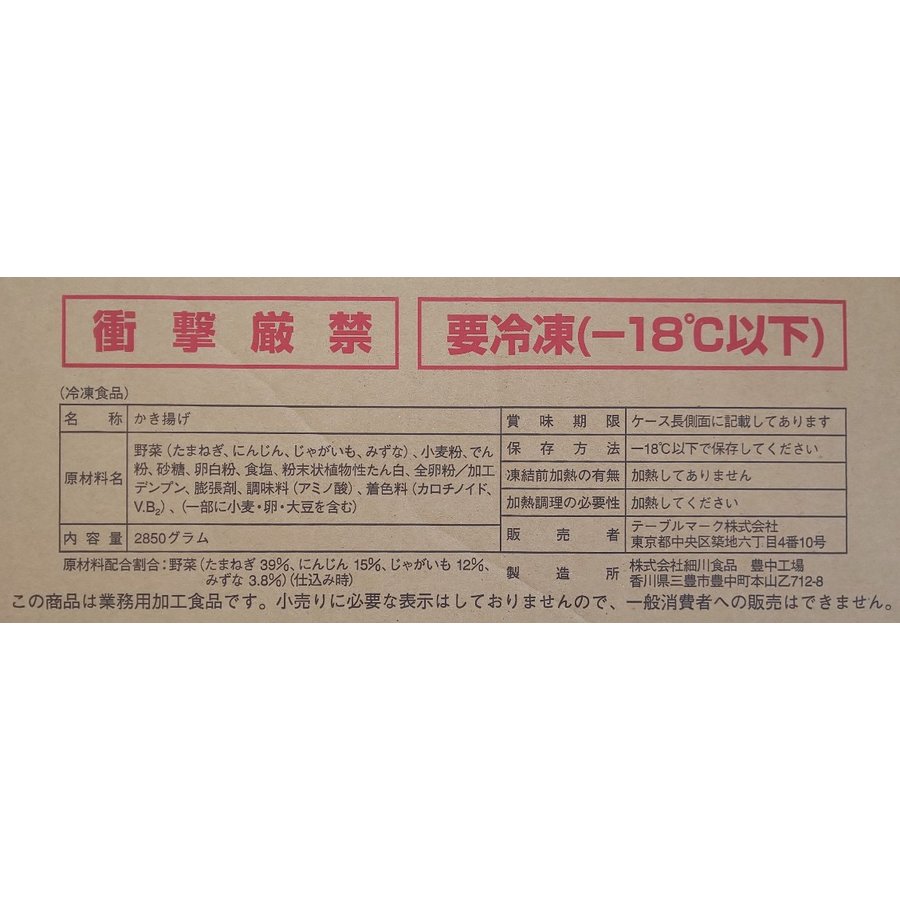 衝撃厳禁
要冷凍(−18℃以下)
(冷凍食品)
名称 かき揚げ
原材料名 野菜(たまねぎ、にんじん、じゃがいも、みずな)、小麦粉、でん
粉、砂糖、卵白粉、食塩、粉末状植物性たん白、全卵粉/加工
デンプン、膨張剤、調味料(アミノ酸)、着色料(カロチノイド、
V.B₂)、(一部に小麦・卵・大豆を含む)
内容量 2850グラム
賞味期限 ケース長側面に記載してあります
保存方法 −18℃以下で保存してください
凍結前加熱の有無 加熱してありません
加熱調理の必要性 加熱してください
販売者 テーブルマーク株式会社
東京都中央区築地六丁目4番10号
製造所 株式会社細川食品 豊中工場
香川県三豊市豊中町本山乙712-8
原材料配合割合:野菜(たまねぎ 39%、にんじん 15%、じゃがいも 12%、
みずな 3.8%)(仕込み時)
この商品は業務用加工食品です。小売りに必要な表示はしておりませんので、一般消費者への販売はできません。